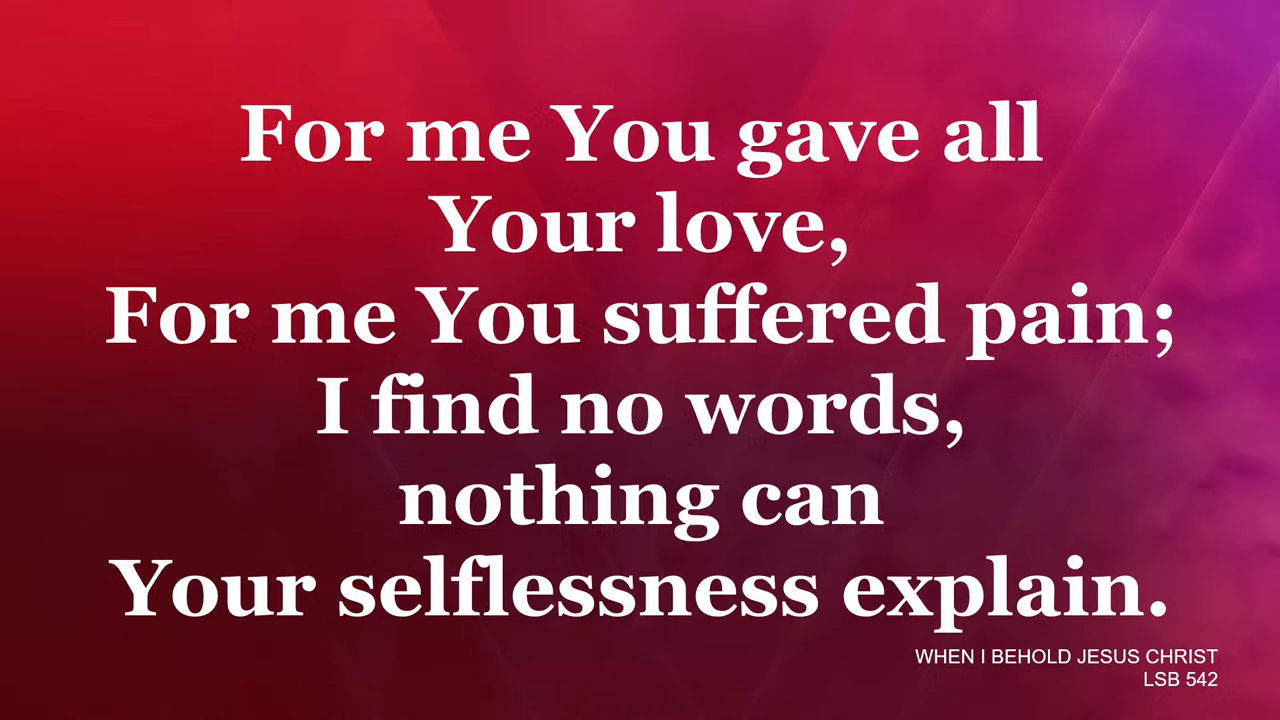 For me You gave all
Your love,
For me You suffered pain;
I find no words,
nothing can
Your selflessness explain.
WHEN I BEHOLD JESUS CHRIST
LSB 542